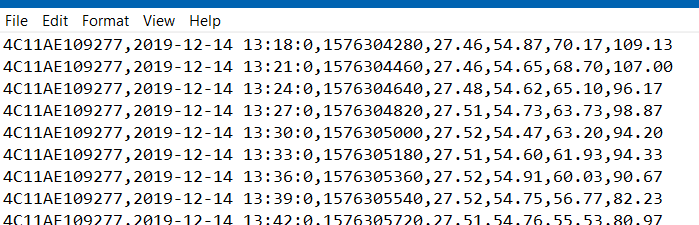 File Edit Format View Help
4C11AE109277,2019-12-14 13:18:0,1576304280,27.46,54.87,70.17,109.13
4C11AE109277,2019-12-14 13:21:0,1576304460,27.46,54.65,68.70,107.00
4C11AE109277,2019-12-14 13:24:0,1576304640,27.48,54.62,65.10,96.17
4C11AE109277,2019-12-14 13:27:0,1576304820,27.51,54.73,63.73,98.87
4C11AE109277,2019-12-14 13:30:0,1576305000,27.52,54.47,63.20,94.20
4C11AE109277,2019-12-14 13:33:0,1576305180,27.51,54.60,61.93,94.33
4C11AE109277,2019-12-14 13:36:0,1576305360,27.52,54.91,60.03,90.67
4C11AE109277,2019-12-14 13:39:0,1576305540,27.52,54.75,56.77,82.23
4C11AE109277,2019-12-14 13:42:0,1576305720,27.51,54.76,55.53,80.97